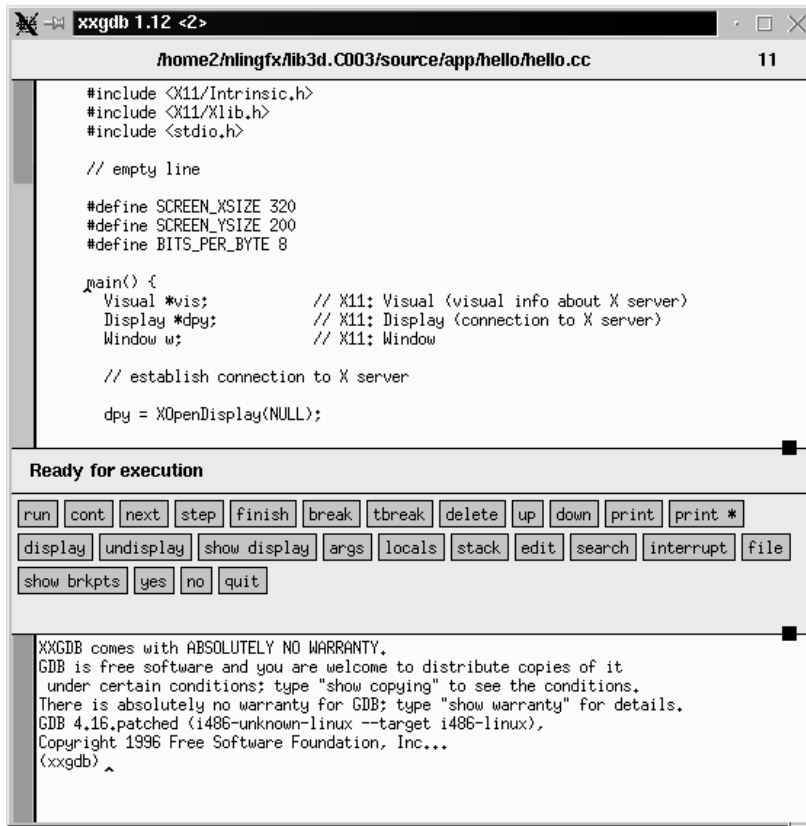 xxgdb 1.12 <2>
/home2/nlingfx/lib3d.C003/source/app/hello/hello.cc 11
#include <X11/Intrinsic.h>
#include <X11/Xlib.h>
#include <stdio.h>
// empty line
#define SCREEN_XSIZE 320
#define SCREEN_YSIZE 200
#define BITS_PER_BYTE 8
main() {
Visual *vis; // X11: Visual (visual info about X server)
Display *dpy; // X11: Display (connection to X server)
Window w; // X11: Window
// establish connection to X server
dpy = XOpenDisplay(NULL);
Ready for execution
run cont next step finish break tbreak delete up down print print *
display undisplay show display args locals stack edit search interrupt file
show brkpts yes no quit
XXGDB comes with ABSOLUTELY NO WARRANTY.
GDB is free software and you are welcome to distribute copies of it
under certain conditions; type "show copying" to see the conditions.
There is absolutely no warranty for GDB; type "show warranty" for details.
GDB 4.16.patched (i486-unknown-linux --target i486-linux),
Copyright 1996 Free Software Foundation, Inc...
(xxgdb)